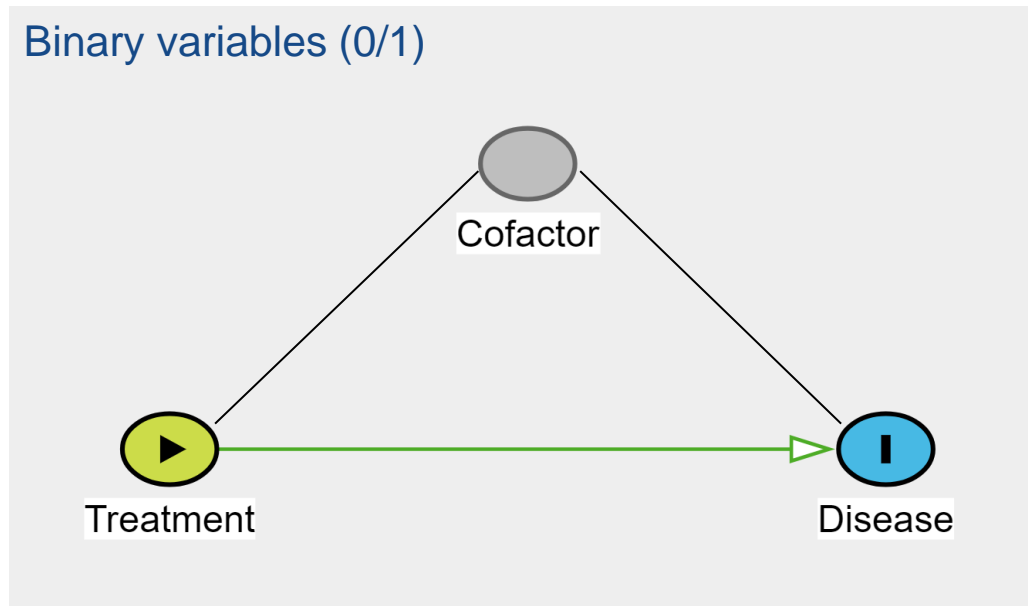 Binary variables (0/1)
Cofactor
Treatment
Disease